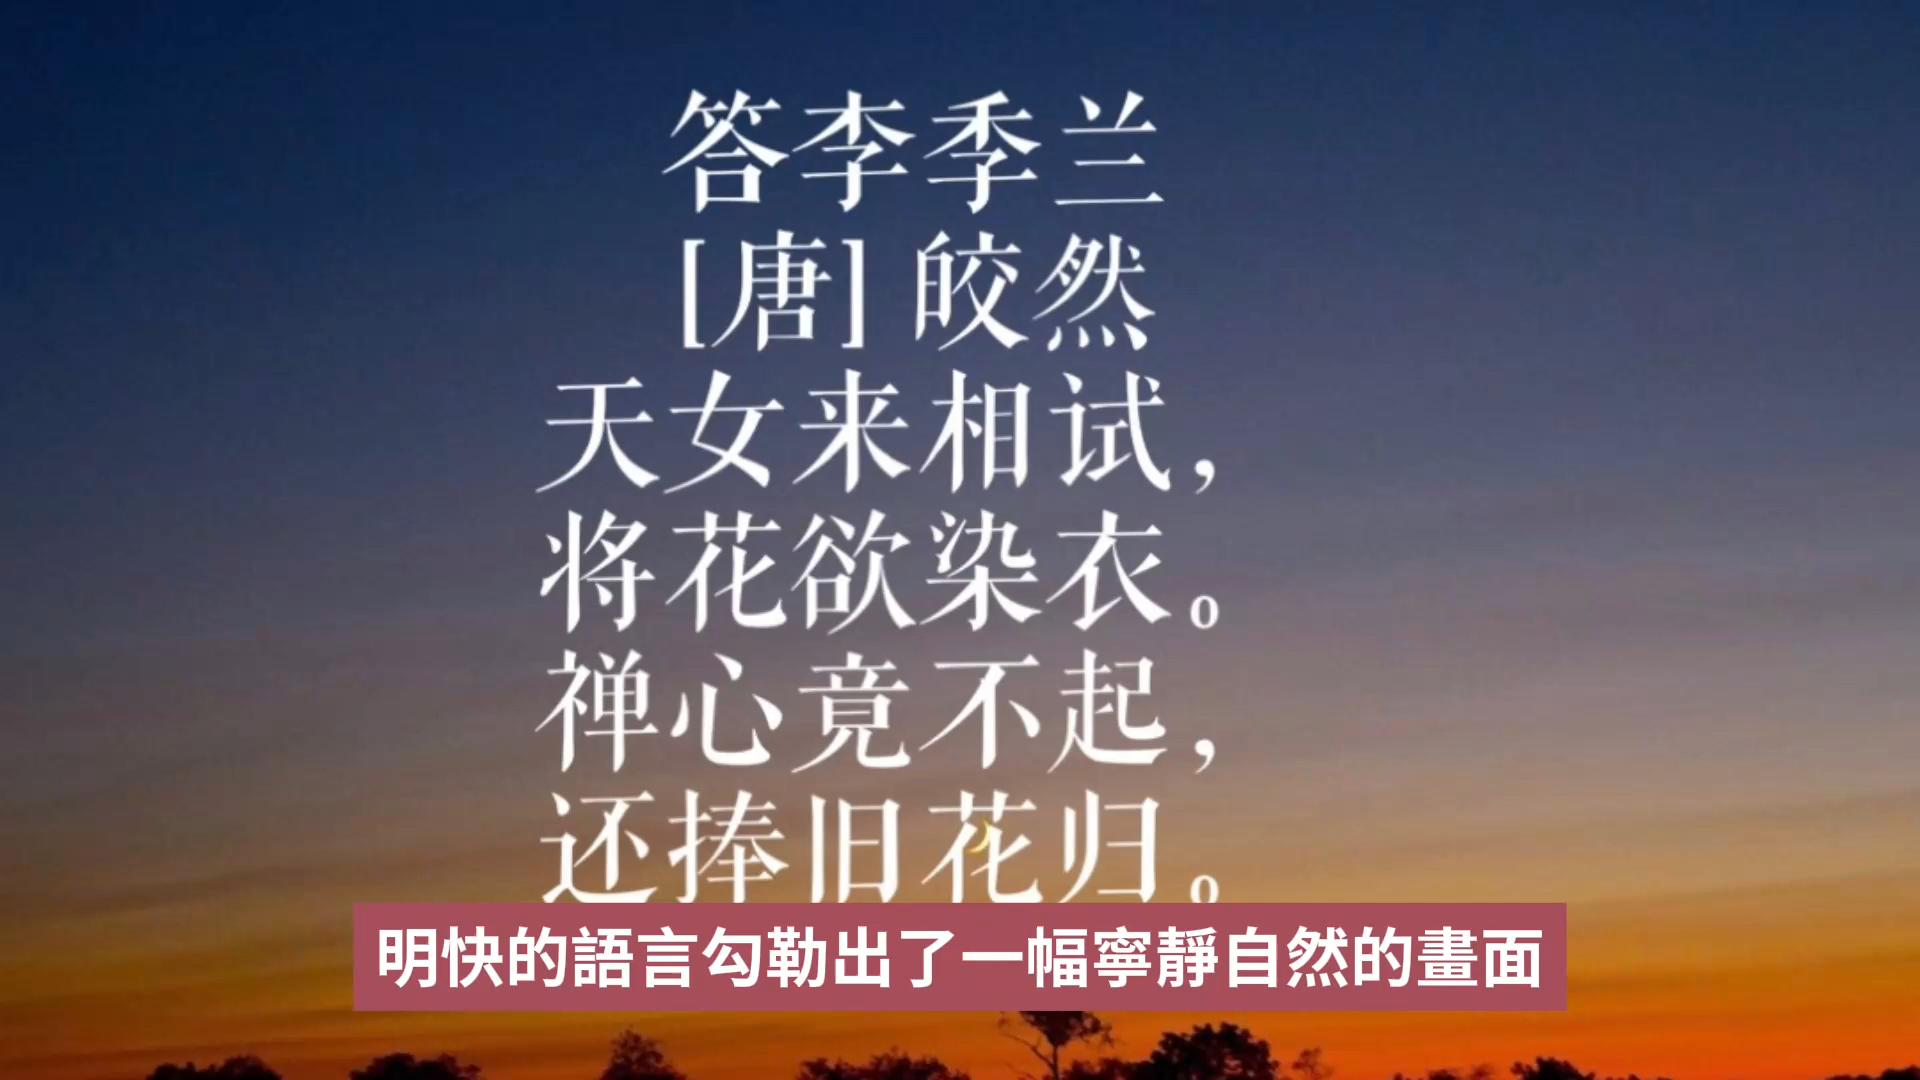 答李季兰
[唐] 皎然
天女来相试，
将花欲染衣。
禅心竟不起，
还捧旧花归。
明快的語言勾勒出了一幅寧靜自然的畫面